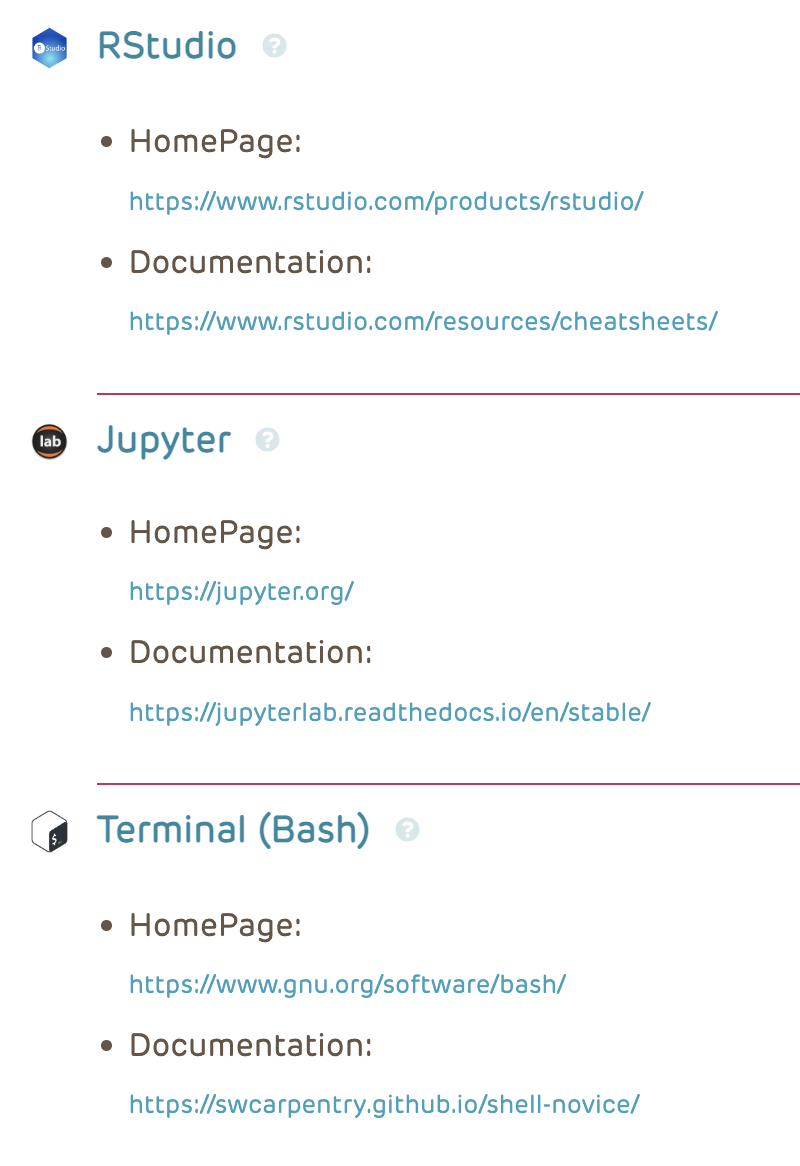 R Studio
RStudio ?
HomePage:
https://www.rstudio.com/products/rstudio/
Documentation:
https://www.rstudio.com/resources/cheatsheets/
lab
Jupyter ?
HomePage:
https://jupyter.org/
Documentation:
https://jupyterlab.readthedocs.io/en/stable/
$_
Terminal (Bash) ?
HomePage:
https://www.gnu.org/software/bash/
Documentation:
https://swcarpentry.github.io/shell-novice/